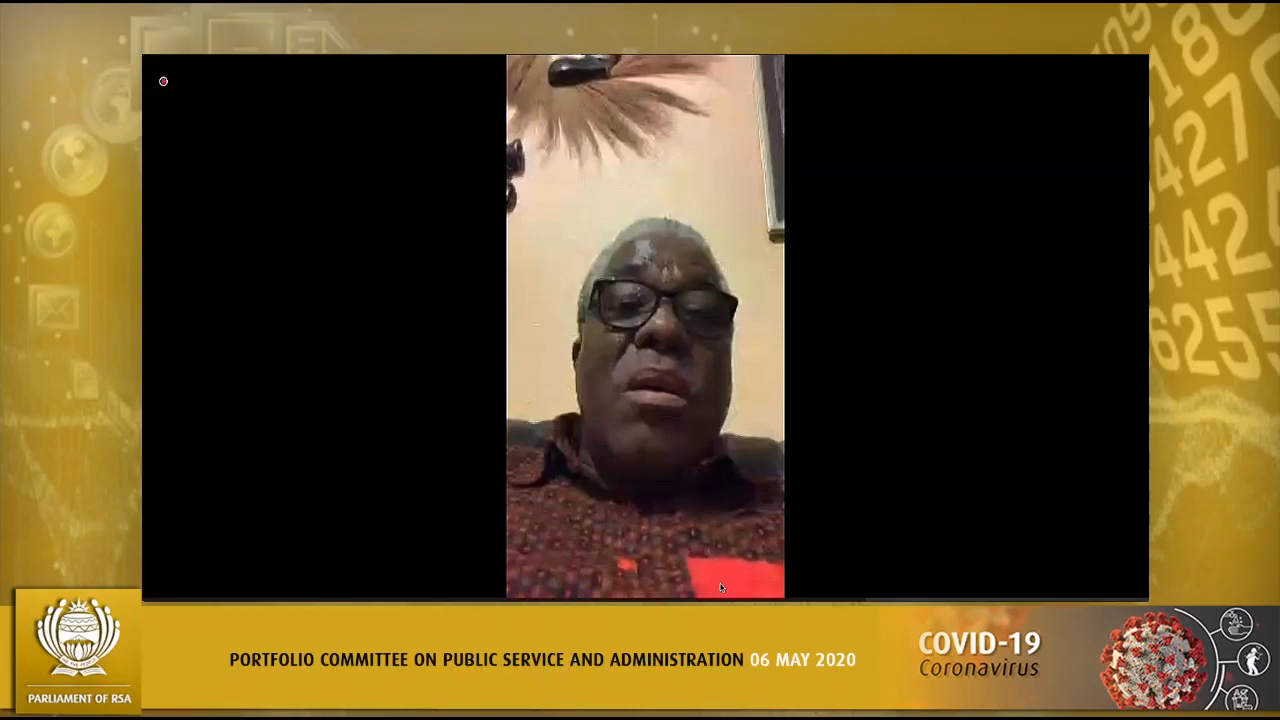 PORTFOLIO COMMITTEE ON PUBLIC SERVICE AND ADMINISTRATION 06 MAY 2020
COVID-19
Coronavirus
PARLIAMENT OF RSA